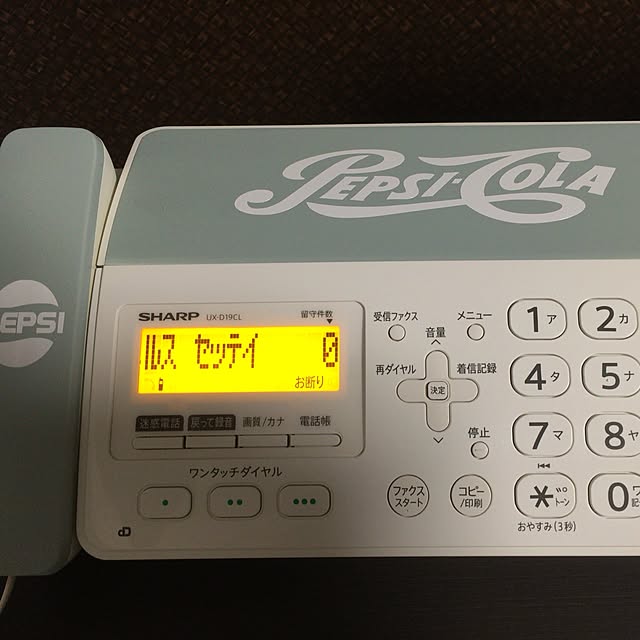 PEPSI-COLA
EPSI
SHARP UX-D19CL 留守件数
ルス セッテイ 0
お断り
迷惑電話 戻って録音 画質/カナ 電話帳
ワンタッチダイヤル
受信ファクス 音量 メニュー
再ダイヤル 決定 着信記録
停止
ファクス スタート
コピー /印刷
1ア 2カ
4タ 5ナ
7マ 8ヤ
* トーン 0ワ
おやすみ(3秒)